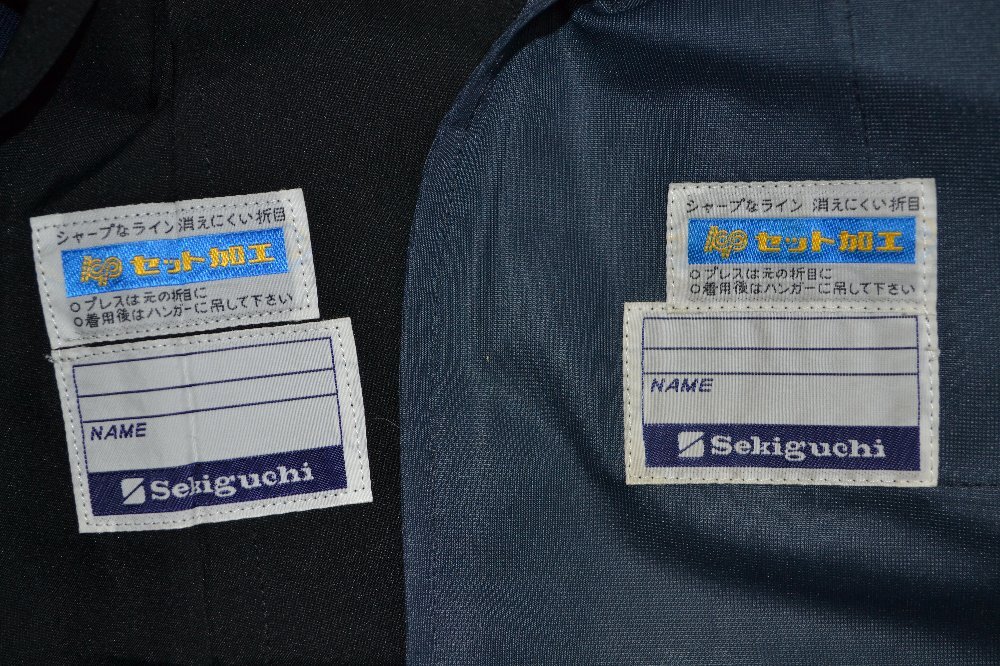 シャープなライン 消えにくい折目
セット加工
○プレスは元の折目に
○着用後はハンガーに吊して下さい
NAME
Sekiguchi
シャープなライン 消えにくい折目
セット加工
○プレスは元の折目に
○着用後はハンガーに吊して下さい
NAME
Sekiguchi